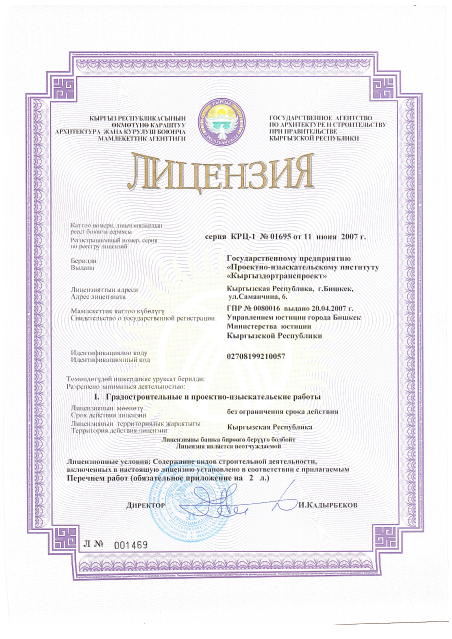 КЫРГЫЗ РЕСПУБЛИКАСЫНЫН
ӨКМӨТҮНӨ КАРАШТУУ
АРХИТЕКТУРА ЖАНА КУРУЛУШ БОЮНЧА
МАМЛЕКЕТТИК АГЕНТТИГИ
ГОСУДАРСТВЕННОЕ АГЕНТСТВО
ПО АРХИТЕКТУРЕ И СТРОИТЕЛЬСТВУ
ПРИ ПРАВИТЕЛЬСТВЕ
КЫРГЫЗСКОЙ РЕСПУБЛИКИ
ЛИЦЕНЗИЯ
Каттоо номери, лицензиялардын
реестр боюнча сериясы
Регистрационный номер, серия
по реестру лицензий
серия КРЦ-1 № 01695 от 11 июня 2007 г.
Берилди
Выдана
Государственному предприятию
«Проектно-изыскательскому институту
«Кыргыздортранспроект»
Лицензиаттын адреси
Адрес лицензиата
Кыргызская Республика, г.Бишкек,
ул.Саманчина, 6.
Мамлекеттик каттоо күбөлүгү
Свидетельство о государственной регистрации
ГПР № 0080016 выдано 20.04.2007 г.
Управлением юстиции города Бишкек
Министерства юстиции
Кыргызской Республики
Идентификациялоо коду
Идентификационный код
02708199210057
Төмөндөгүдөй ишкердикке уруксат берилди:
Разрешено заниматься деятельностью:
I. Градостроительные и проектно-изыскательские работы
Лицензиянын мөөнөтү
Срок действия лицензии
без ограничения срока действия
Лицензиянын территориялык жарактыгы
Территория действия лицензии
Кыргызская Республика
Лицензияны башка бирөөгө берүүгө болбойт
Лицензия является неотчуждаемой
Лицензионные условия: Содержание видов строительной деятельности,
включенных в настоящую лицензию установлено в соответствии с прилагаемым
Перечнем работ (обязательное приложение на 2 л.)
ДИРЕКТОР
И.КАДЫРБЕКОВ
Л № 001469